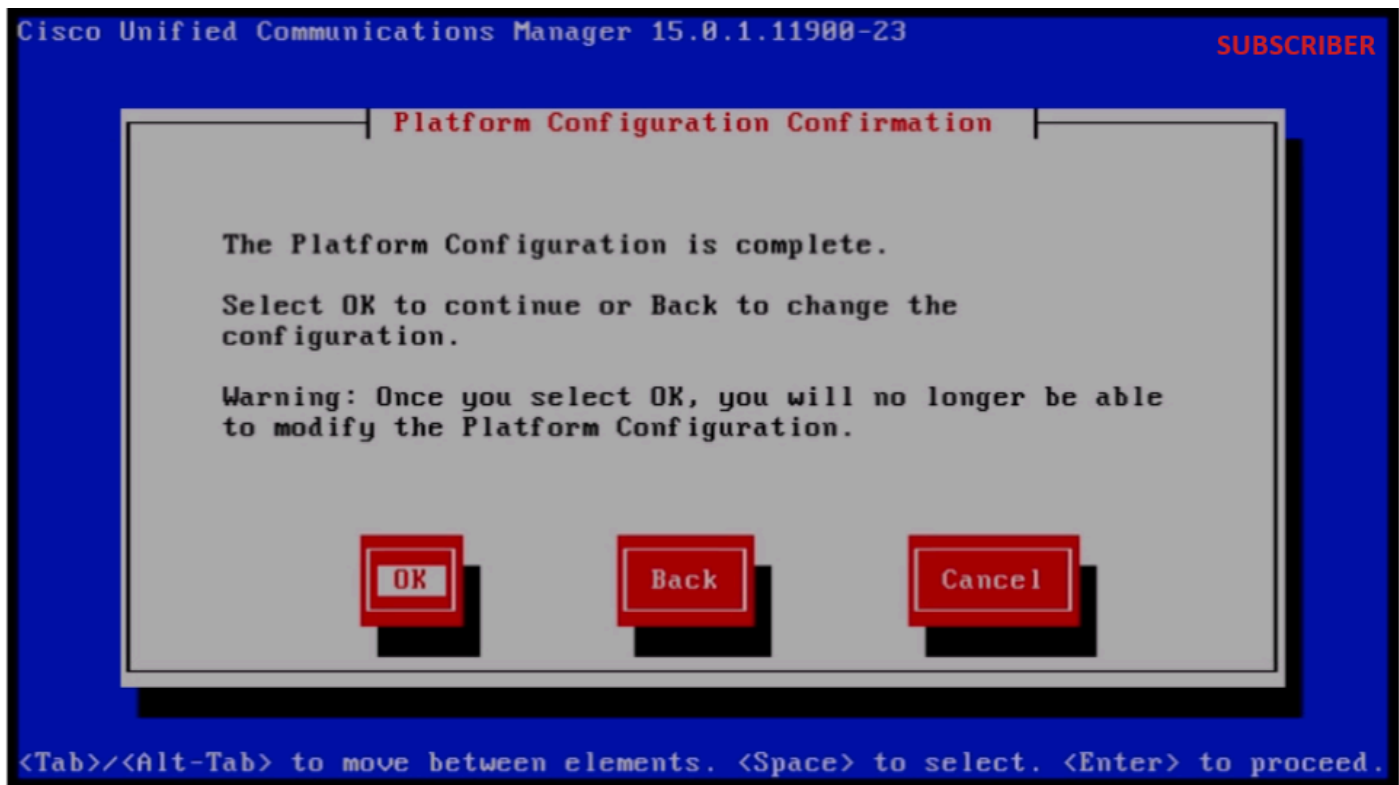 Cisco Unified Communications Manager 15.0.1.11900-23
SUBSCRIBER
Platform Configuration Confirmation
The Platform Configuration is complete.
Select OK to continue or Back to change the
configuration.
Warning: Once you select OK, you will no longer be able
to modify the Platform Configuration.
OK Back Cancel
<Tab>/<Alt-Tab> to move between elements. <Space> to select. <Enter> to proceed.